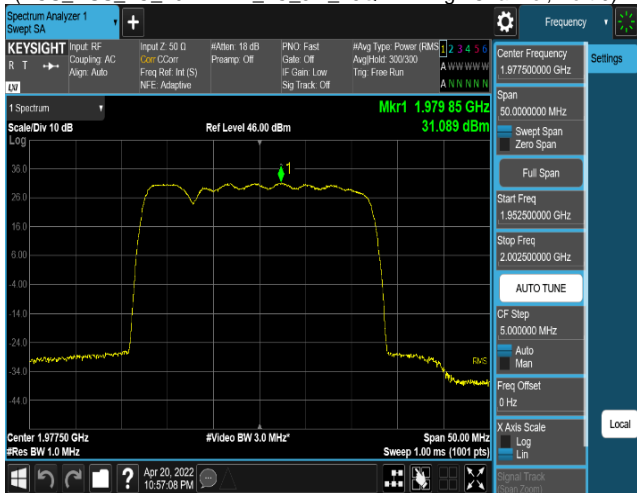 Spectrum Analyzer 1
Swept SA
Frequency
KEYSIGHT
R T
LXI
Input: RF
Coupling: AC
Align: Auto
Input Z: 50 Ω
Corr CCorr
Freq Ref: Int (S)
NFE: Adaptive
#Atten: 18 dB
Preamp: Off
PNO: Fast
Gate: Off
IF Gain: Low
Sig Track: Off
#Avg Type: Power (RMS
Avg|Hold: 300/300
Trig: Free Run
1 2 3 4 5 6
A W W W W W
A N N N N N
1 Spectrum
Scale/Div 10 dB
Log
Ref Level 46.00 dBm
Mkr1 1.979 85 GHz
31.089 dBm
36.0
26.0
16.0
6.00
-4.00
-14.0
-24.0
-34.0
-44.0
1
RMS
Center 1.97750 GHz
#Res BW 1.0 MHz
#Video BW 3.0 MHz*
Span 50.00 MHz
Sweep 1.00 ms (1001 pts)
Apr 20, 2022
10:57:08 PM
Center Frequency
1.977500000 GHz
Settings
Span
50.0000000 MHz
Swept Span
Zero Span
Full Span
Start Freq
1.952500000 GHz
Stop Freq
2.002500000 GHz
AUTO TUNE
CF Step
5.000000 MHz
Auto
Man
Freq Offset
0 Hz
X Axis Scale
Log
Lin
Local
Signal Track
(Span Zoom)